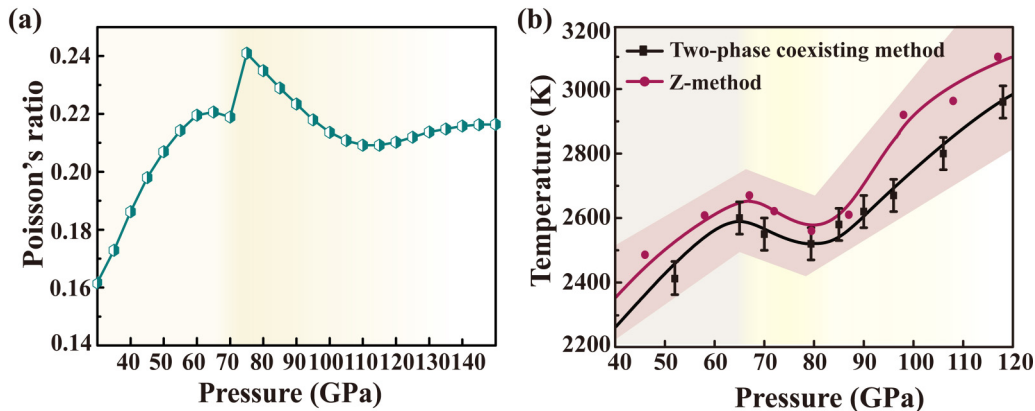 (a)
Poisson's ratio
0.24
0.22
0.20
0.18
0.16
0.14
40 50 60 70 80 90 100 110 120 130 140
Pressure (GPa)
(b)
Temperature (K)
3200
3000
2800
2600
2400
2200
Two-phase coexisting method
Z-method
40 50 60 70 80 90 100 110 120
Pressure (GPa)